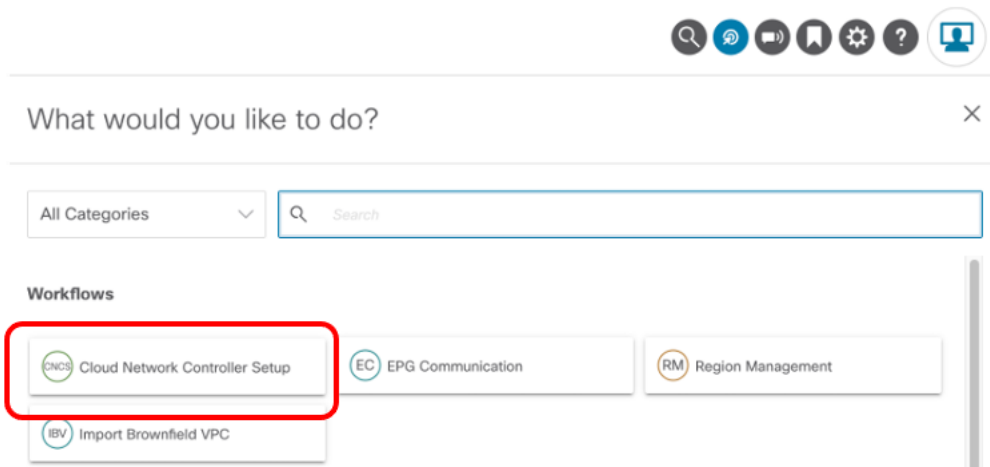 ?
What would you like to do?
All Categories
Search
Workflows
CNCS Cloud Network Controller Setup
EC EPG Communication
RM Region Management
IBV Import Brownfield VPC